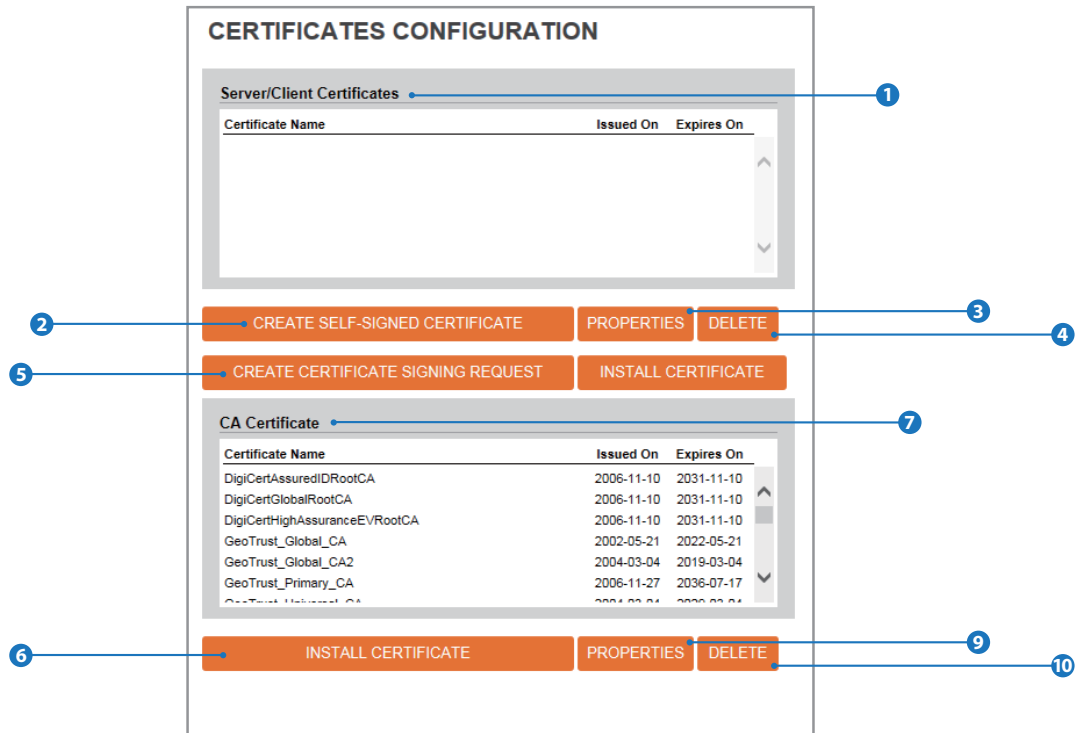 CERTIFICATES CONFIGURATION
Server/Client Certificates
1
Certificate Name Issued On Expires On
2
CREATE SELF-SIGNED CERTIFICATE
PROPERTIES
DELETE
3
4
5
CREATE CERTIFICATE SIGNING REQUEST
INSTALL CERTIFICATE
CA Certificate
7
Certificate Name Issued On Expires On
DigiCertAssuredIDRootCA 2006-11-10 2031-11-10
DigiCertGlobalRootCA 2006-11-10 2031-11-10
DigiCertHighAssuranceEVRootCA 2006-11-10 2031-11-10
GeoTrust_Global_CA 2002-05-21 2022-05-21
GeoTrust_Global_CA2 2004-03-04 2019-03-04
GeoTrust_Primary_CA 2006-11-27 2036-07-17
6
INSTALL CERTIFICATE
PROPERTIES
DELETE
9
10